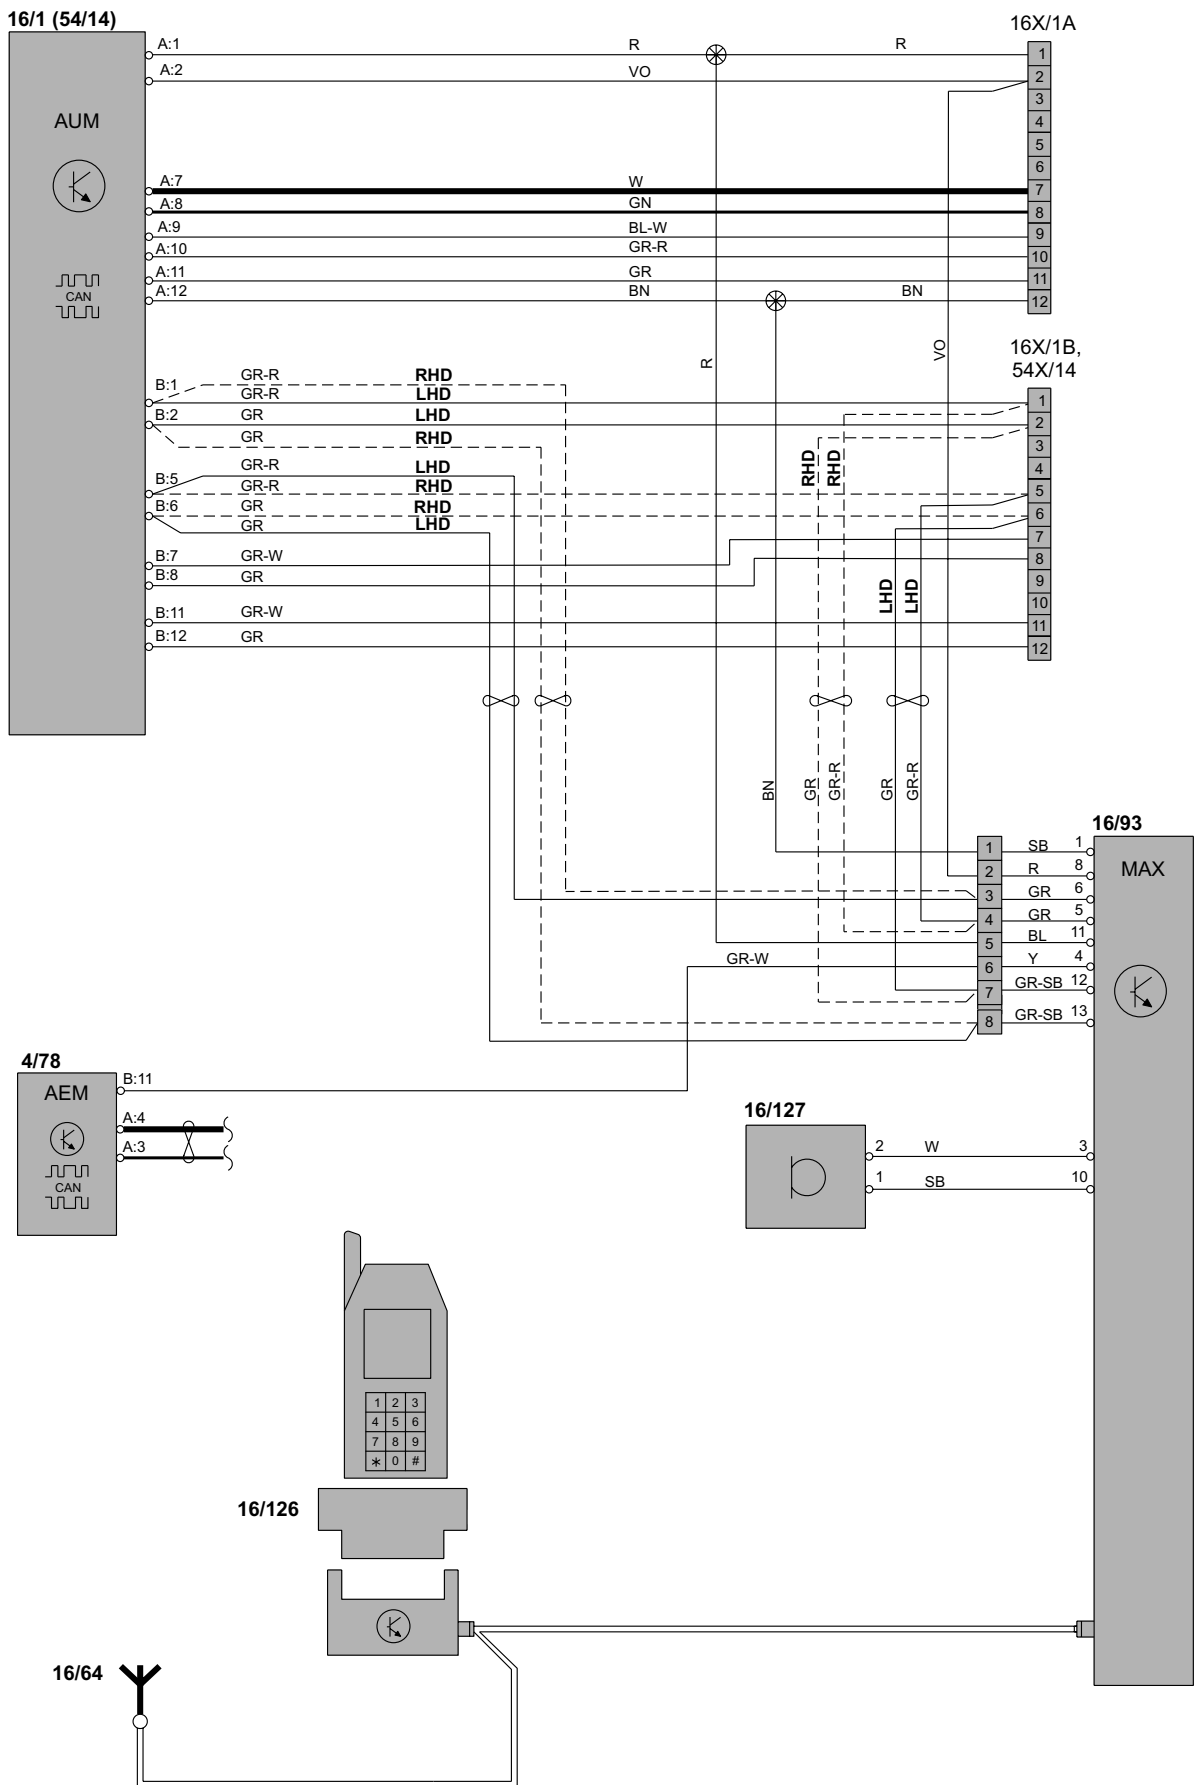 16/1 (54/14)
16X/1A
AUM
CAN
A:1 R R
A:2 VO
A:7 W
A:8 GN
A:9 BL-W
A:10 GR-R
A:11 GR
A:12 BN BN
1
2
3
4
5
6
7
8
9
10
11
12
R
VO
16X/1B,
54X/14
B:1 GR-R RHD
GR-R LHD
B:2 GR LHD
GR RHD
B:5 GR-R LHD
GR-R RHD
B:6 GR RHD
GR LHD
B:7 GR-W
B:8 GR
B:11 GR-W
B:12 GR
RHD
RHD
LHD
LHD
1
2
3
4
5
6
7
8
9
10
11
12
BN
GR
GR-R
GR
GR-R
16/93
MAX
1 SB 1
2 R 8
3 GR 6
4 GR 5
5 BL 11
GR-W 6 Y 4
7 GR-SB 12
8 GR-SB 13
4/78
AEM
CAN
B:11
A:4
A:3
16/127
2 W 3
1 SB 10
1 2 3
4 5 6
7 8 9
* 0 #
16/126
16/64